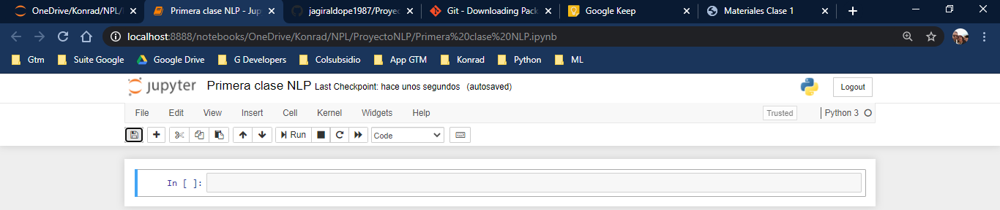 OneDrive/Konrad/NPL/
Primera clase NLP - Jup
jagiraldope1987/Proyec
Git - Downloading Pack
Google Keep
Materiales Clase 1
localhost:8888/notebooks/OneDrive/Konrad/NPL/ProyectoNLP/Primera%20clase%20NLP.ipynb
Gtm Suite Google Google Drive G Developers Colsubsidio App GTM Konrad Python ML
jupyter Primera clase NLP Last Checkpoint: hace unos segundos (autosaved) Logout
File Edit View Insert Cell Kernel Widgets Help Trusted Python 3
Run Code
In [ ]: